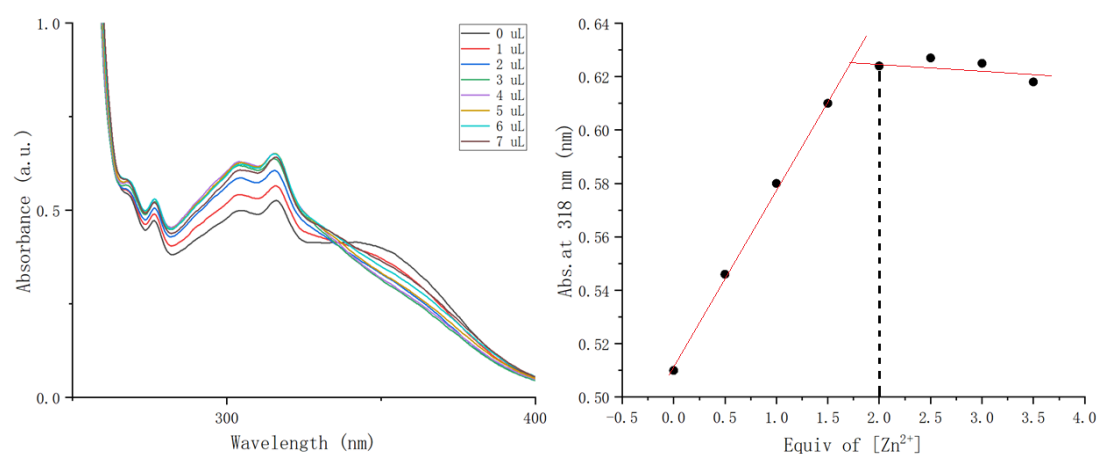 1.0
0.5
0.0
Absorbance (a.u.)
300
400
Wavelength (nm)
0 uL
1 uL
2 uL
3 uL
4 uL
5 uL
6 uL
7 uL
0.64
0.62
0.60
0.58
0.56
0.54
0.52
0.50
Abs.at 318 nm (nm)
-0.5 0.0 0.5 1.0 1.5 2.0 2.5 3.0 3.5 4.0
Equiv of [Zn²⁺]